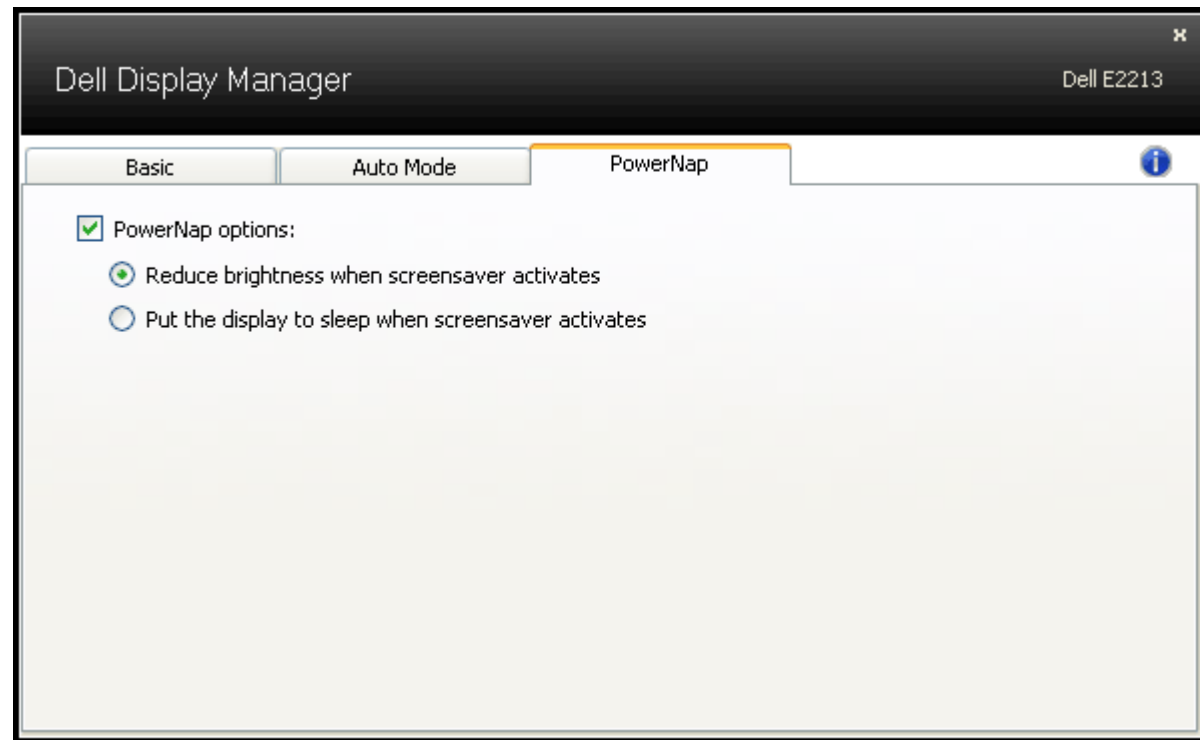 Dell Display Manager
Dell E2213
Basic
Auto Mode
PowerNap
PowerNap options:
Reduce brightness when screensaver activates
Put the display to sleep when screensaver activates